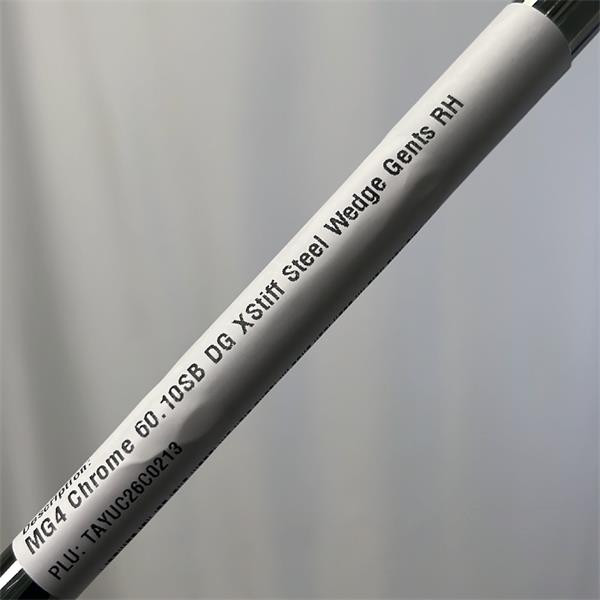 Description:
MG4 Chrome 60.10SB DG XStiff Steel Wedge Gents RH
PLU: TAYUC26C0213